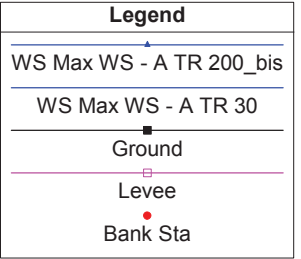 Legend
WS Max WS - A TR 200_bis
WS Max WS - A TR 30
Ground
Levee
Bank Sta